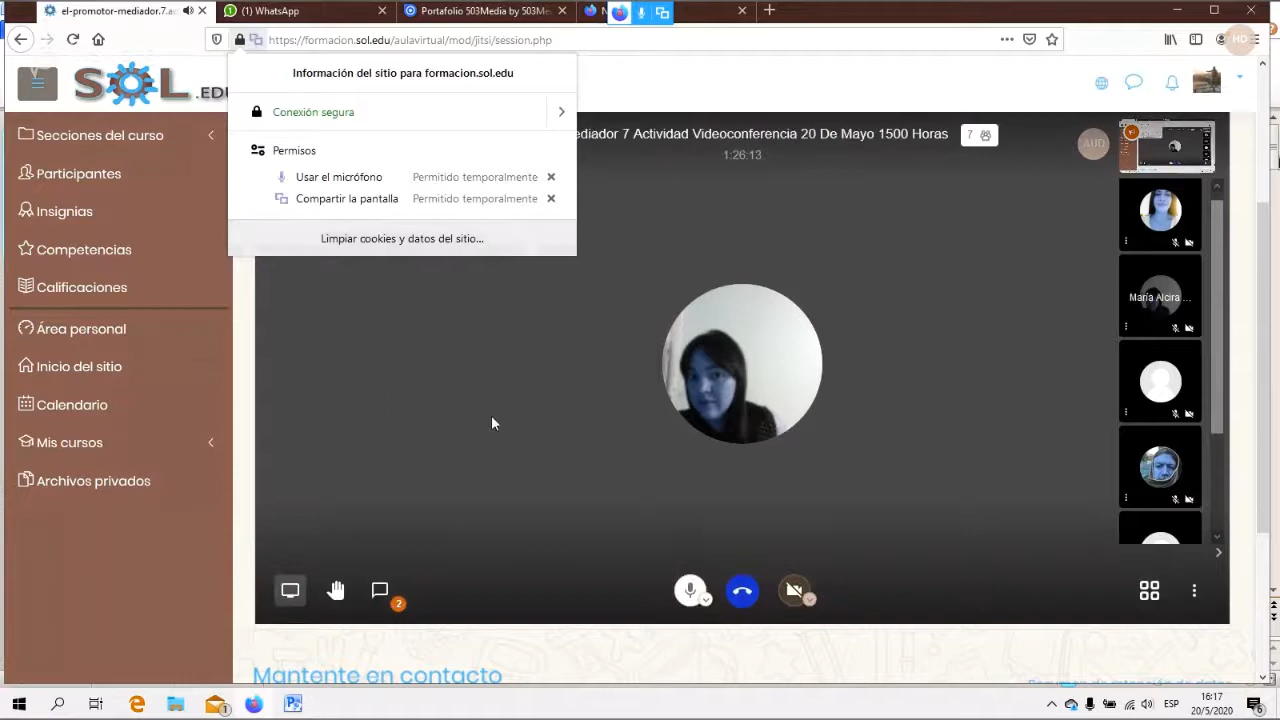 el-promotor-mediador.7.a
(1) WhatsApp
Portafolio 503Media by 503Me
https://formacion.sol.edu/aulavirtual/mod/jitsi/session.php
HD
SOL.EDU
Información del sitio para formacion.sol.edu
Conexión segura
Permisos
Usar el micrófono Permitido temporalmente
Compartir la pantalla Permitido temporalmente
Limpiar cookies y datos del sitio...
Secciones del curso
Participantes
Insignias
Competencias
Calificaciones
Área personal
Inicio del sitio
Calendario
Mis cursos
Archivos privados
ediador 7 Actividad Videoconferencia 20 De Mayo 1500 Horas
7
1:26:13
AUD
María Alcira ...
2
Mantente en contacto
ESP
16:17
20/5/2020
1
6